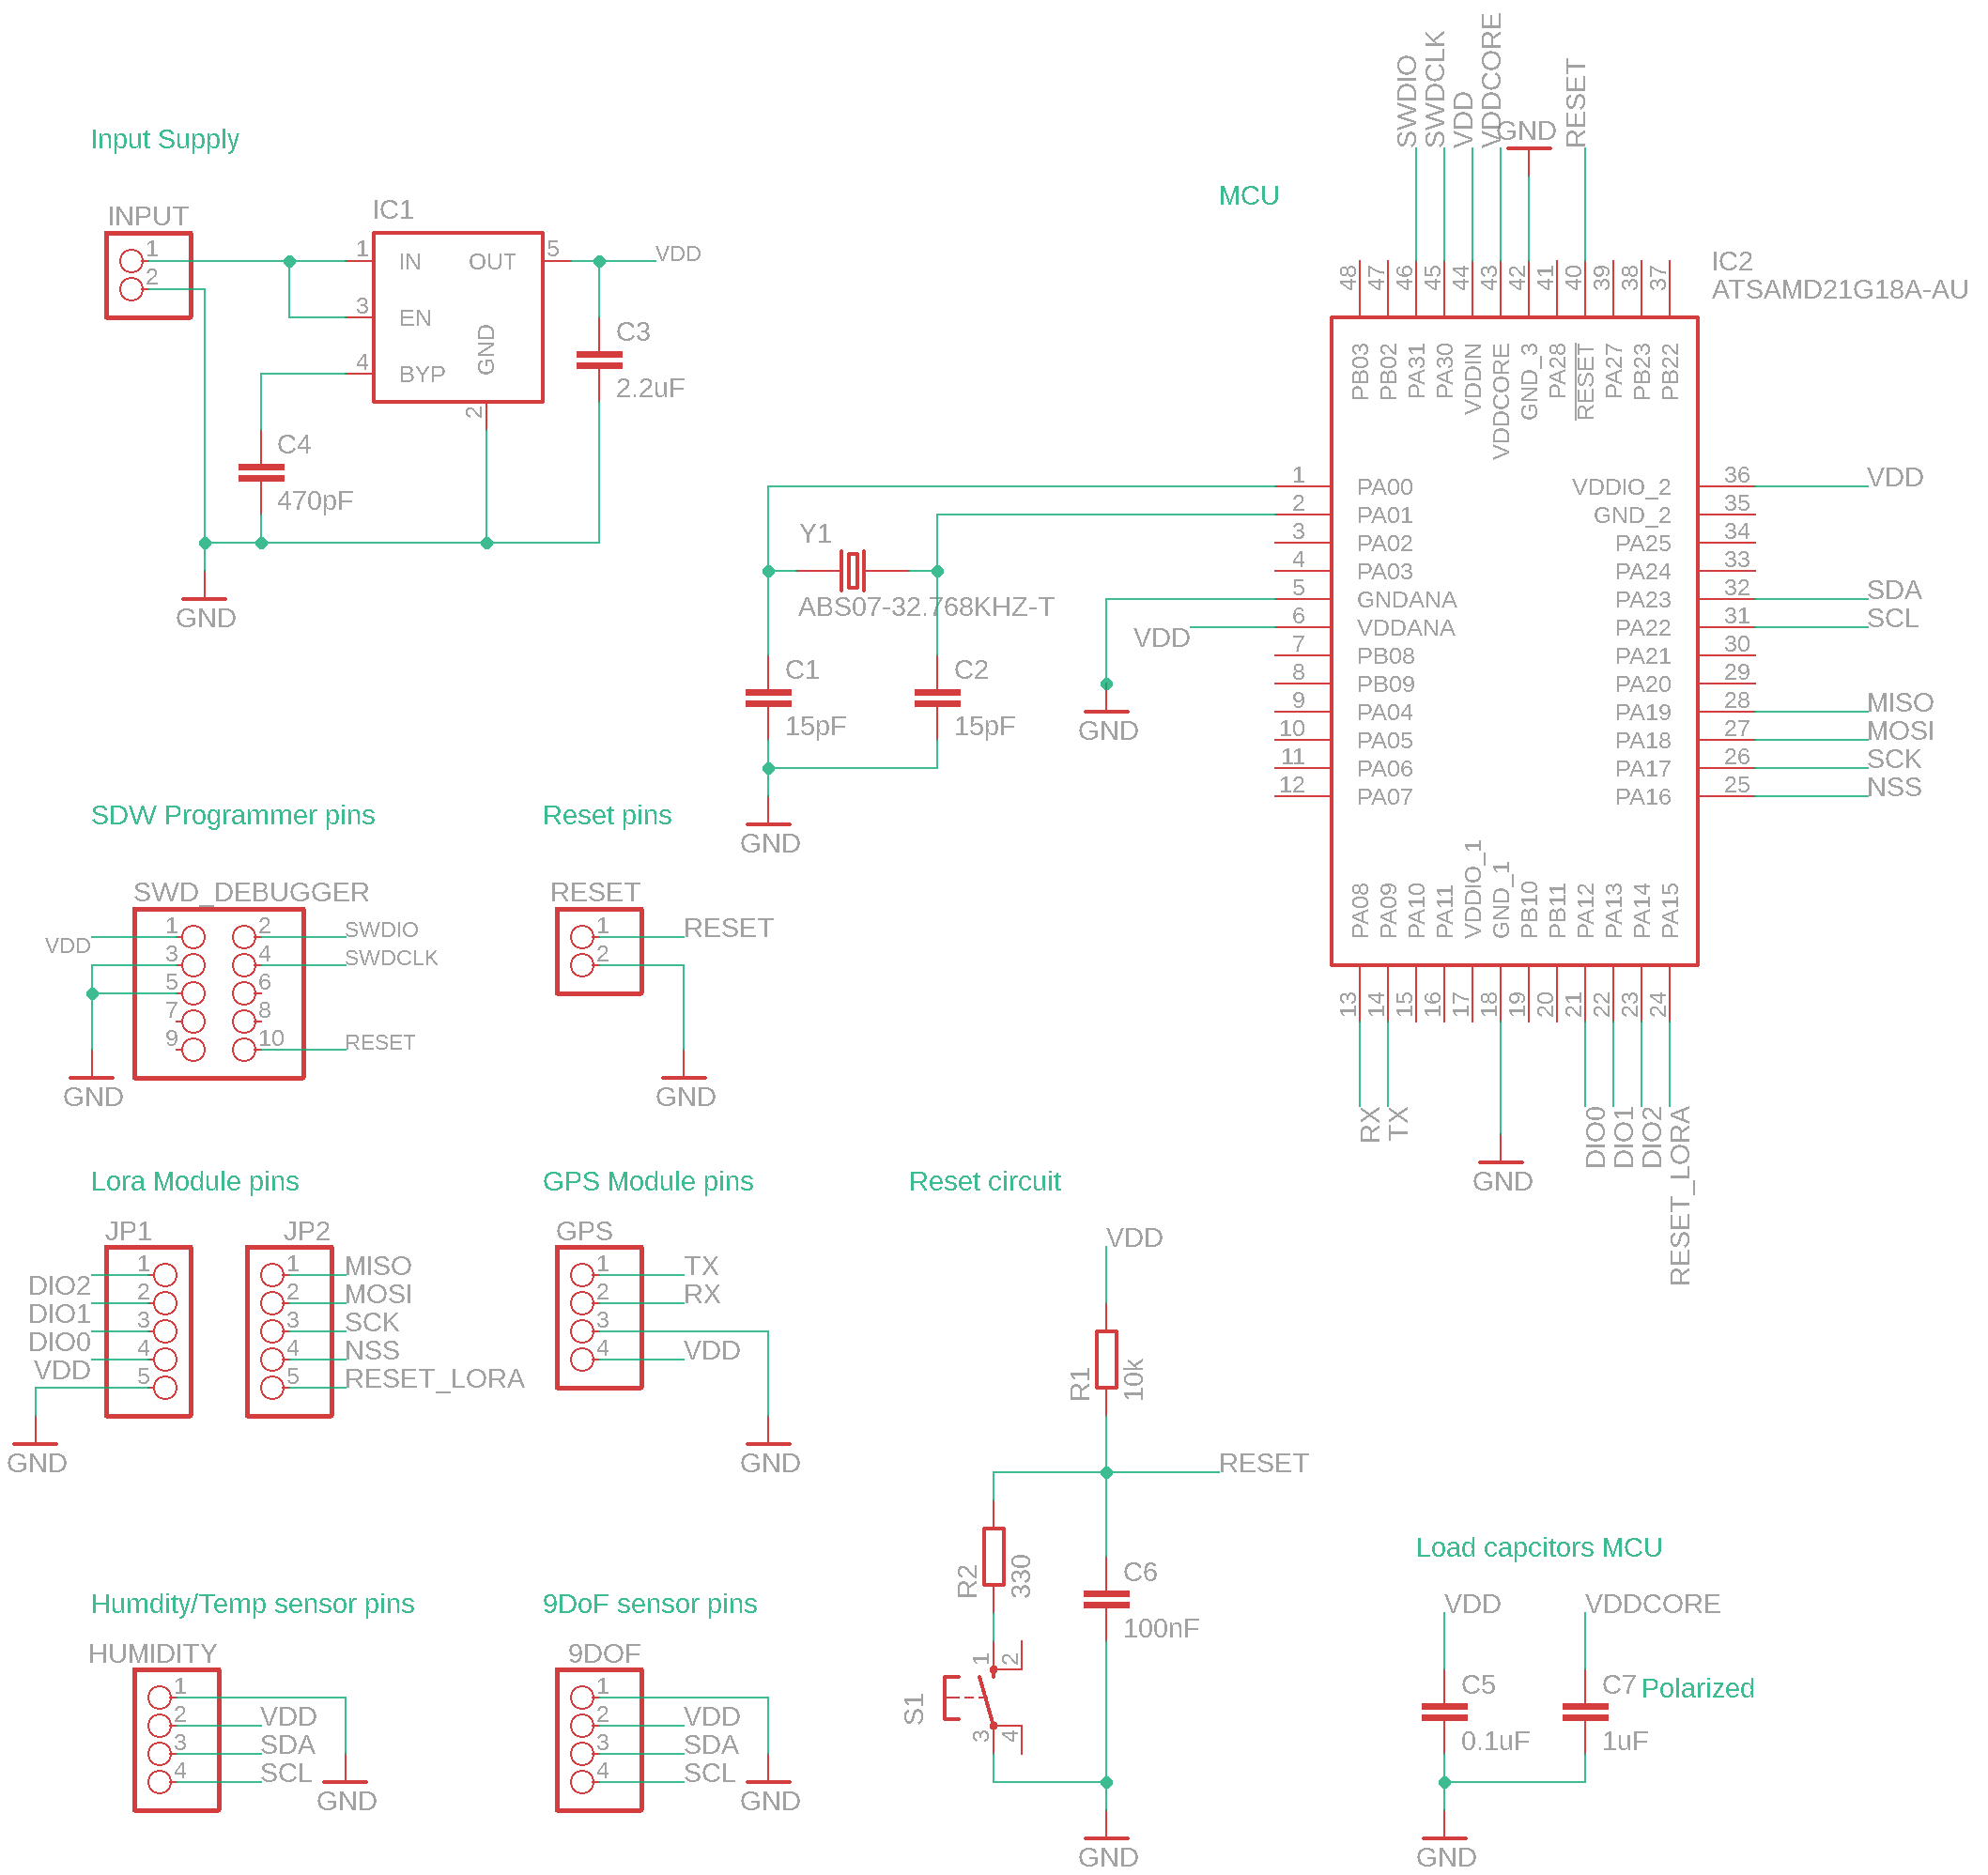 Input Supply
INPUT
1
2
IC1
1 IN
3 EN
4 BYP
OUT 5
GND
2
VDD
C3
2.2uF
C4
470pF
GND
MCU
SWDIO
SWDCLK
VDD
VDDCORE
GND
RESET
IC2
ATSAMD21G18A-AU
48 47 46 45 44 43 42 41 40 39 38 37
PB03 PB02 PA31 PA30 VDDIN VDDCORE GND_3 PA28 RESET PA27 PB23 PB22
1 PA00
2 PA01
3 PA02
4 PA03
5 GNDANA
6 VDDANA
7 PB08
8 PB09
9 PA04
10 PA05
11 PA06
12 PA07
VDDIO_2 36 VDD
GND_2 35
PA25 34
PA24 33
PA23 32 SDA
PA22 31 SCL
PA21 30
PA20 29
PA19 28 MISO
PA18 27 MOSI
PA17 26 SCK
PA16 25 NSS
PA08 PA09 PA10 PA11 VDDIO_1 GND_1 PB10 PB11 PA12 PA13 PA14 PA15
13 14 15 16 17 18 19 20 21 22 23 24
RX
TX
GND
DIO0
DIO1
DIO2
RESET_LORA
Y1
ABS07-32.768KHZ-T
C1
15pF
C2
15pF
GND
VDD
GND
SDW Programmer pins
SWD_DEBUGGER
VDD 1 2 SWDIO
3 4 SWDCLK
5 6
7 8
9 10 RESET
GND
Reset pins
RESET
1 RESET
2
GND
Lora Module pins
JP1
1
DIO2 2
DIO1 3
DIO0 4
VDD 5
GND
JP2
1 MISO
2 MOSI
3 SCK
4 NSS
5 RESET_LORA
GPS Module pins
GPS
1 TX
2 RX
3
4 VDD
GND
Reset circuit
VDD
R1
10k
RESET
R2
330
C6
100nF
S1
1 2
3 4
GND
Humdity/Temp sensor pins
HUMIDITY
1
2 VDD
3 SDA
4 SCL
GND
9DoF sensor pins
9DOF
1
2 VDD
3 SDA
4 SCL
GND
Load capcitors MCU
VDD
VDDCORE
C5
0.1uF
C7 Polarized
1uF
GND